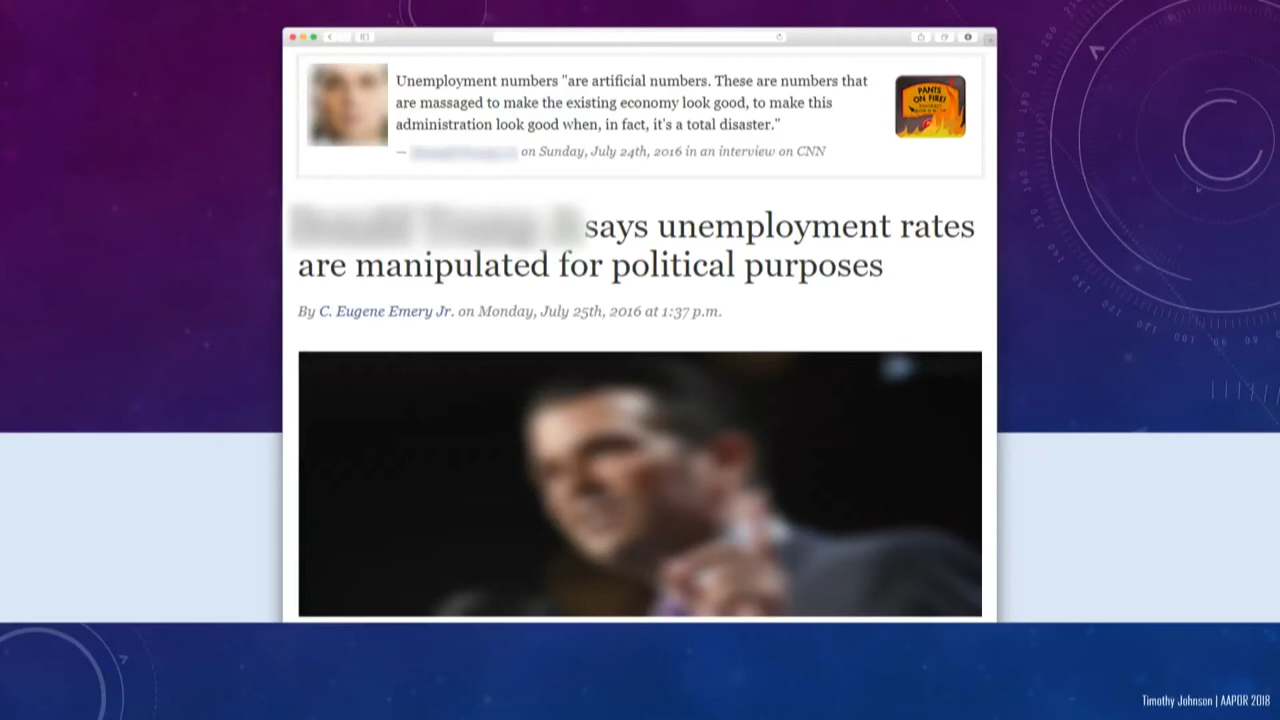 Unemployment numbers "are artificial numbers. These are numbers that
are massaged to make the existing economy look good, to make this
administration look good when, in fact, it's a total disaster."
— on Sunday, July 24th, 2016 in an interview on CNN
PANTS
ON FIRE!
says unemployment rates
are manipulated for political purposes
By C. Eugene Emery Jr. on Monday, July 25th, 2016 at 1:37 p.m.
Timothy Johnson | AAPOR 2018